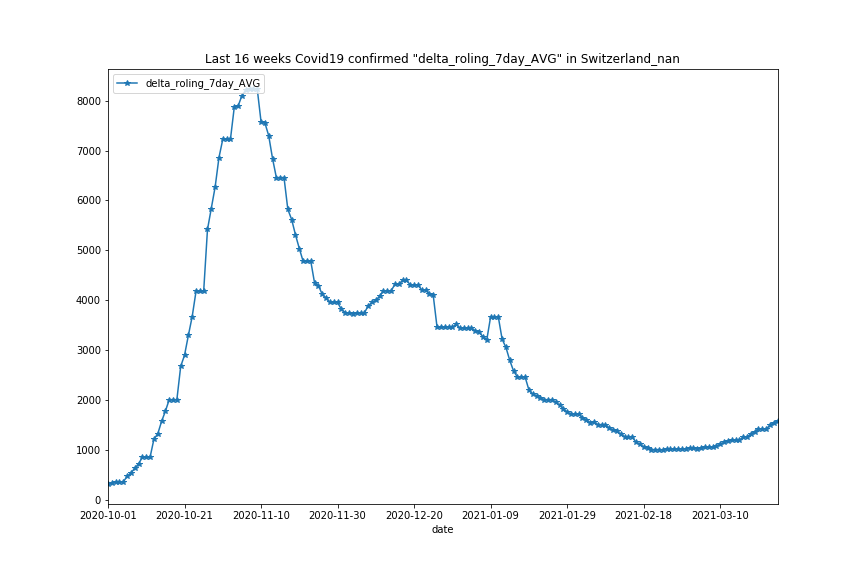 Last 16 weeks Covid19 confirmed "delta_roling_7day_AVG" in Switzerland_nan
delta_roling_7day_AVG
8000
7000
6000
5000
4000
3000
2000
1000
0
2020-10-01 2020-10-21 2020-11-10 2020-11-30 2020-12-20 2021-01-09 2021-01-29 2021-02-18 2021-03-10
date